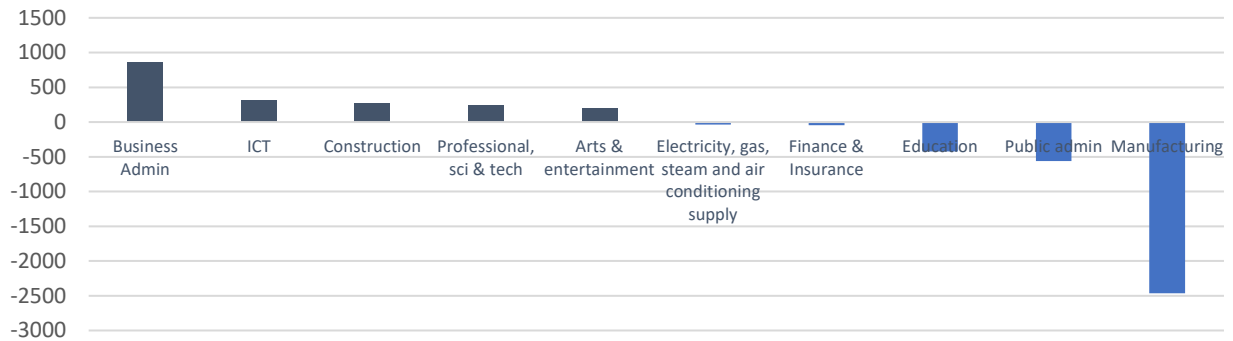 1500
1000
500
0
-500
-1000
-1500
-2000
-2500
-3000
Business
Admin
ICT
Construction
Professional,
sci & tech
Arts &
entertainment
Electricity, gas,
steam and air
conditioning
supply
Finance &
Insurance
Education
Public admin
Manufacturing